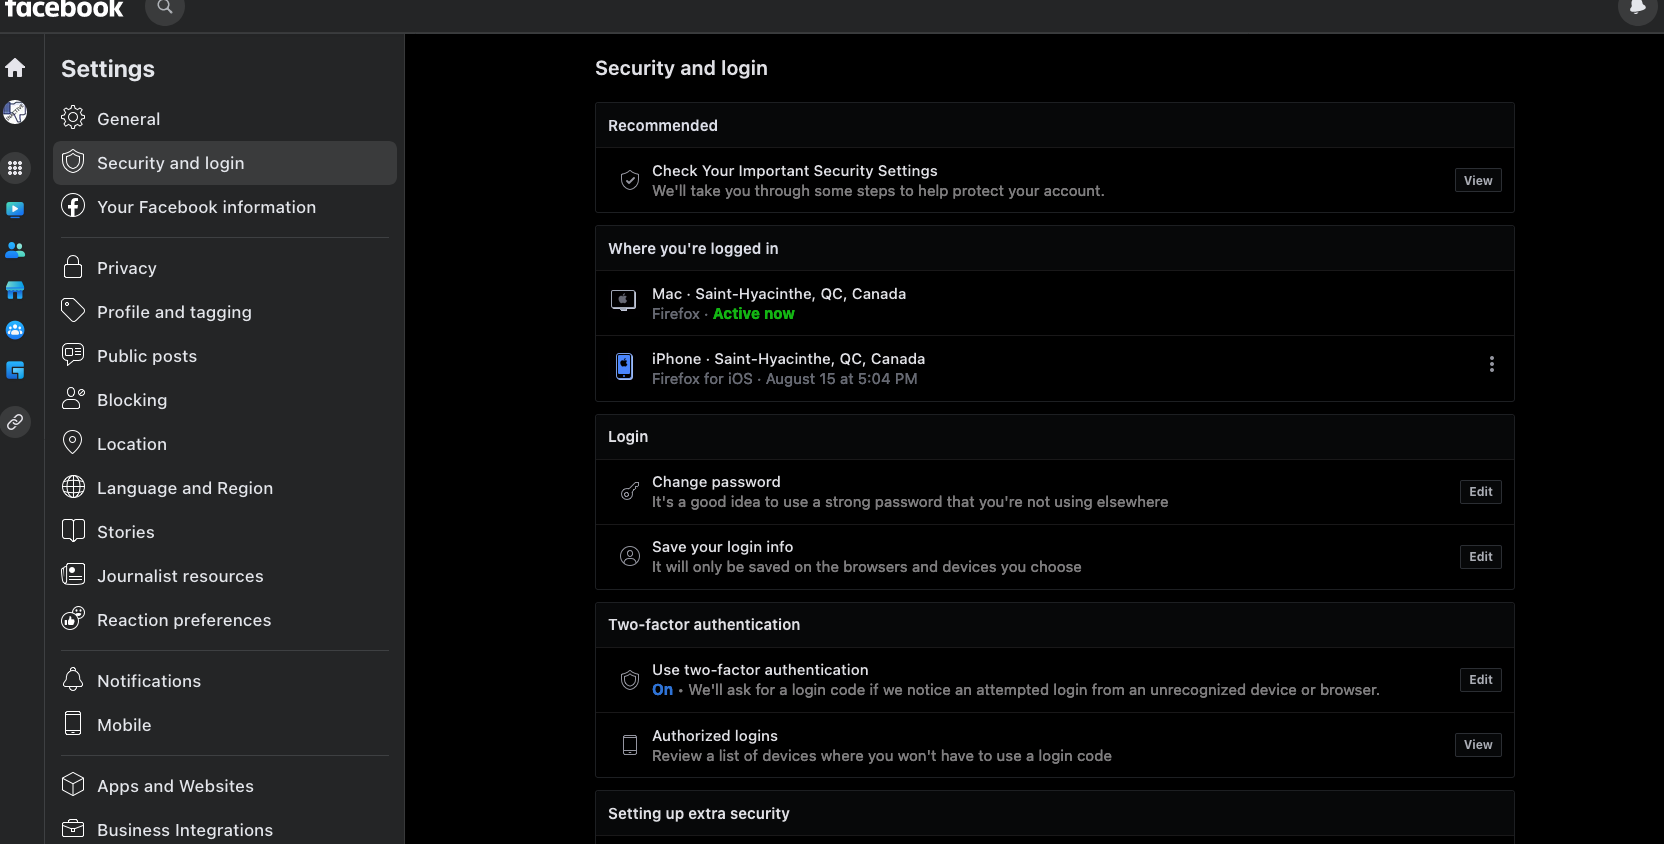 facebook
Settings
General
Security and login
Your Facebook information
Privacy
Profile and tagging
Public posts
Blocking
Location
Language and Region
Stories
Journalist resources
Reaction preferences
Notifications
Mobile
Apps and Websites
Business Integrations
Security and login
Recommended
Check Your Important Security Settings
We'll take you through some steps to help protect your account.
View
Where you're logged in
Mac · Saint-Hyacinthe, QC, Canada
Firefox · Active now
iPhone · Saint-Hyacinthe, QC, Canada
Firefox for iOS · August 15 at 5:04 PM
Login
Change password
It's a good idea to use a strong password that you're not using elsewhere
Edit
Save your login info
It will only be saved on the browsers and devices you choose
Edit
Two-factor authentication
Use two-factor authentication
On • We'll ask for a login code if we notice an attempted login from an unrecognized device or browser.
Edit
Authorized logins
Review a list of devices where you won't have to use a login code
View
Setting up extra security